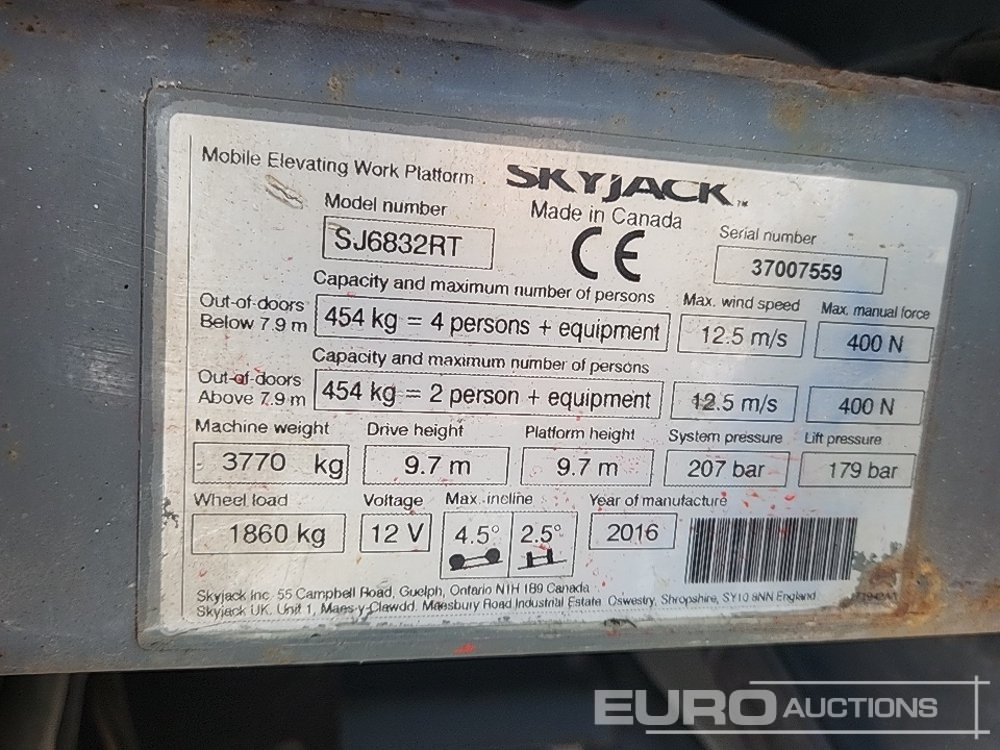 Mobile Elevating Work Platform SKYJACK™
Made in Canada
Model number
SJ6832RT
CE
Serial number
37007559
Capacity and maximum number of persons
Max. wind speed
Max. manual force
Out-of-doors
Below 7.9 m
454 kg = 4 persons + equipment
12.5 m/s
400 N
Capacity and maximum number of persons
Out-of-doors
Above 7.9 m
454 kg = 2 person + equipment
12.5 m/s
400 N
Machine weight
Drive height
Platform height
System pressure
Lift pressure
3770 kg
9.7 m
9.7 m
207 bar
179 bar
Wheel load
Voltage
Max. incline
Year of manufacture
1860 kg
12 V
4.5°
2.5°
2016
Skyjack Inc. 55 Campbell Road, Guelph, Ontario N1H 1B9 Canada
Skyjack UK. Unit 1, Maes-y-Clawdd, Maesbury Road Industrial Estate Oswestry, Shropshire, SY10 8NN England
EURO AUCTIONS